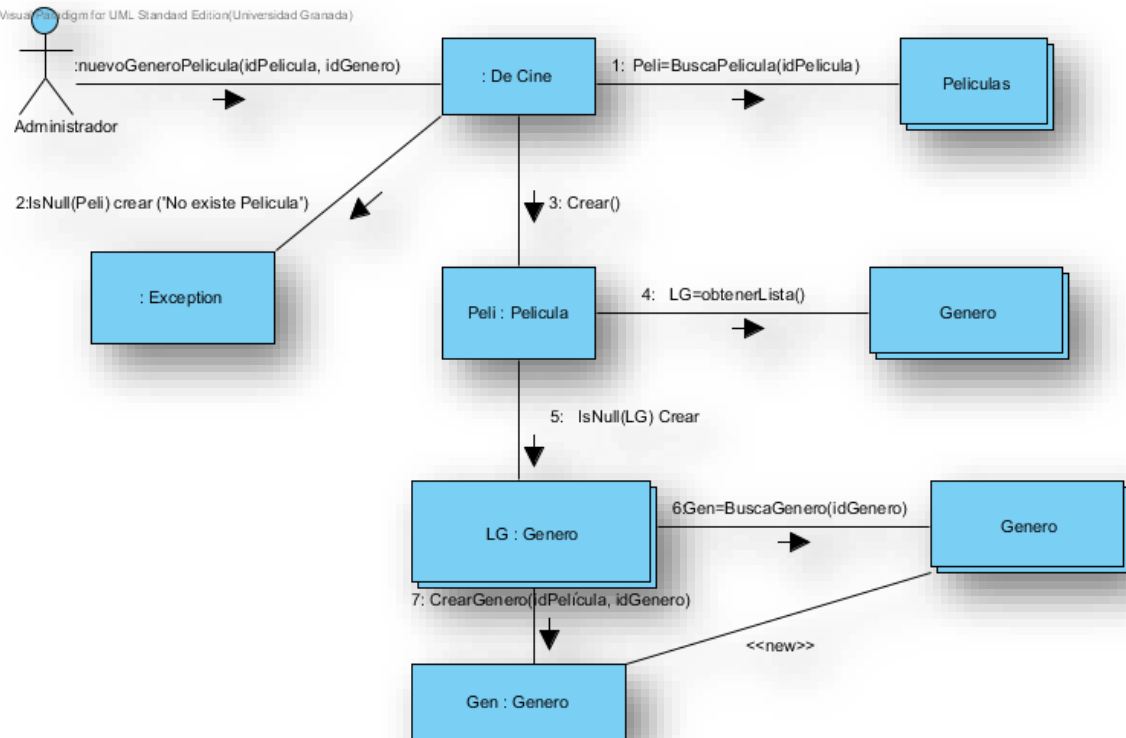 Visual Paradigm for UML Standard Edition(Universidad Granada)
:nuevoGeneroPelicula(idPelicula, idGenero)
: De Cine
1: Peli=BuscaPelicula(idPelicula)
Peliculas
Administrador
2:IsNull(Peli) crear ("No existe Pelicula")
3: Crear()
: Exception
Peli : Pelicula
4: LG=obtenerLista()
Genero
5: IsNull(LG) Crear
LG : Genero
6:Gen=BuscaGenero(idGenero)
Genero
7: CrearGenero(idPelícula, idGenero)
<<new>>
Gen : Genero